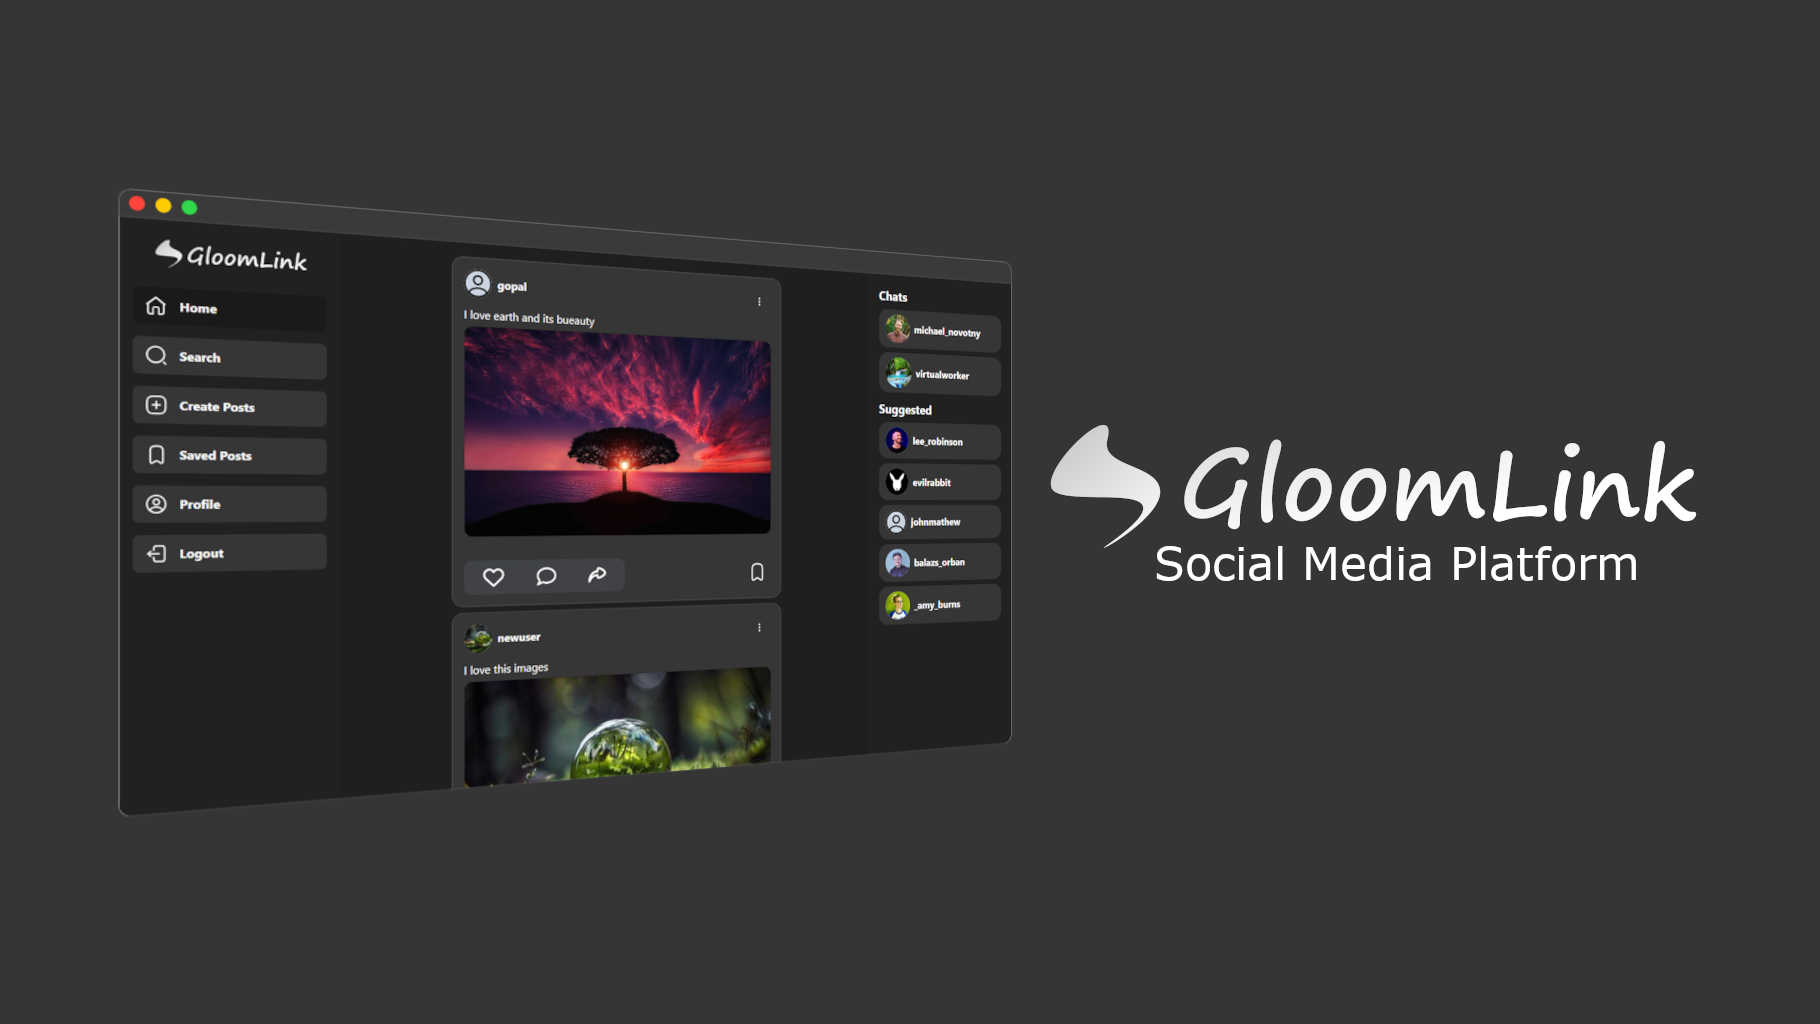 GloomLink
Home
Search
Create Posts
Saved Posts
Profile
Logout
gopal
I love earth and its bueauty
newuser
I love this images
Chats
michael_novotny
virtualworker
Suggested
lee_robinson
evilrabbit
johnmathew
balazs_orban
_amy_burns
GloomLink
Social Media Platform